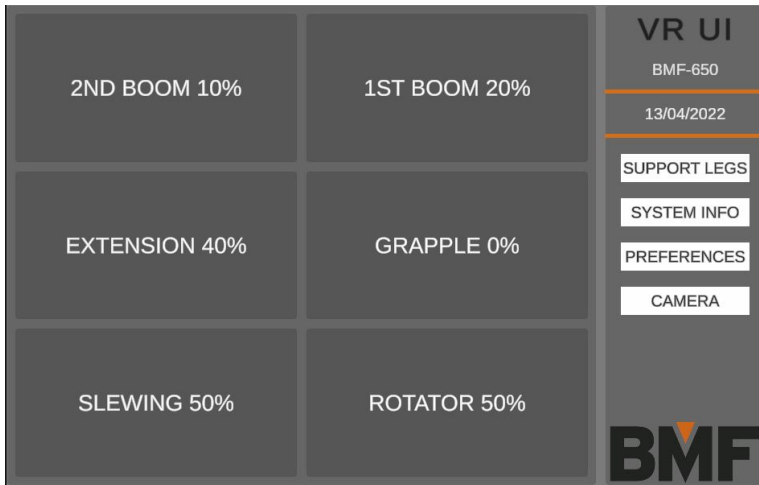 2ND BOOM 10%
1ST BOOM 20%
EXTENSION 40%
GRAPPLE 0%
SLEWING 50%
ROTATOR 50%
VR UI
BMF-650
13/04/2022
SUPPORT LEGS
SYSTEM INFO
PREFERENCES
CAMERA
BMF